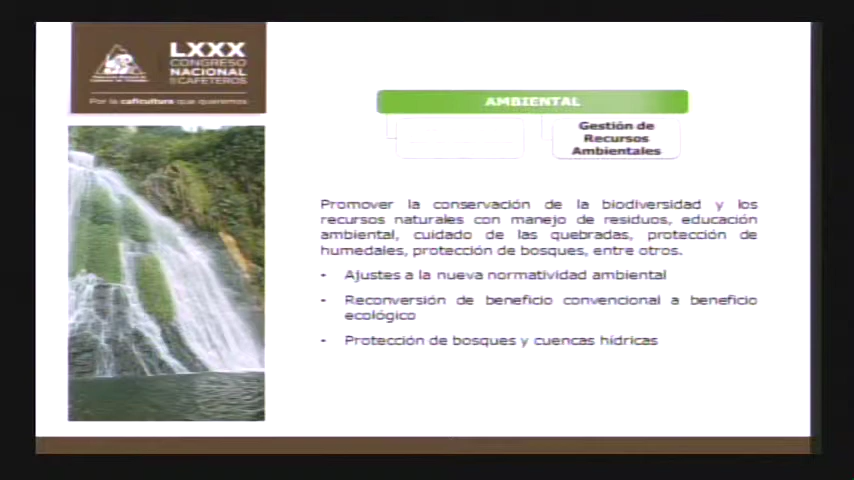 LXXX
CONGRESO
NACIONAL
DE CAFETEROS
Por la caficultura que queremos
AMBIENTAL
Gestión de
Recursos
Ambientales
Promover la conservación de la biodiversidad y los
recursos naturales con manejo de residuos, educación
ambiental, cuidado de las quebradas, protección de
humedales, protección de bosques, entre otros.
- Ajustes a la nueva normatividad ambiental
- Reconversión de beneficio convencional a beneficio
ecológico
- Protección de bosques y cuencas hídricas